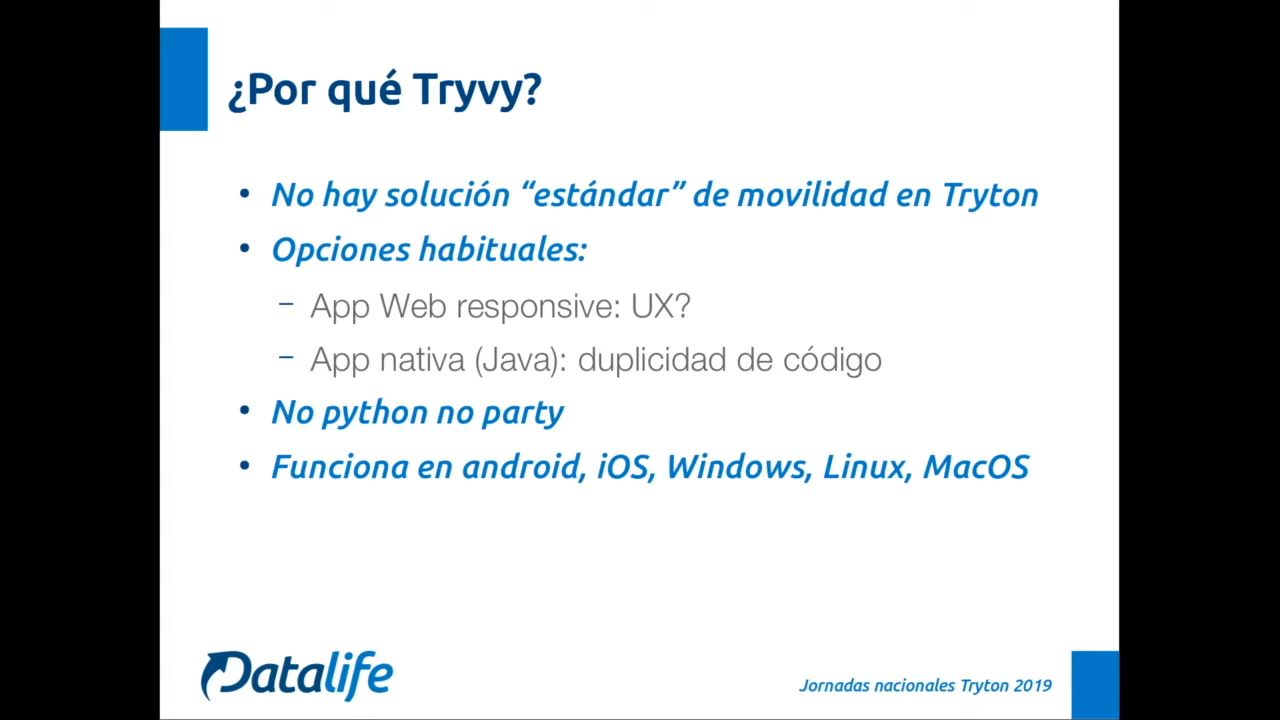 ¿Por qué Tryvy?
• No hay solución “estándar” de movilidad en Tryton
• Opciones habituales:
– App Web responsive: UX?
– App nativa (Java): duplicidad de código
• No python no party
• Funciona en android, iOS, Windows, Linux, MacOS
Datalife
Jornadas nacionales Tryton 2019